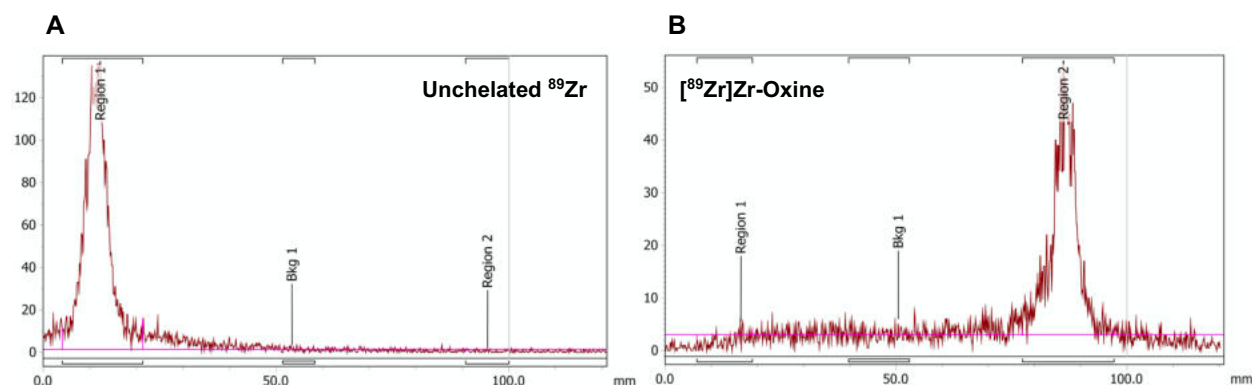 A
Unchelated ⁸⁹Zr
Region 1
Bkg 1
Region 2
120
100
80
60
40
20
0
0.0
50.0
100.0
mm
B
[⁸⁹Zr]Zr-Oxine
Region 1
Bkg 1
Region 2
50
40
30
20
10
0
0.0
50.0
100.0
mm